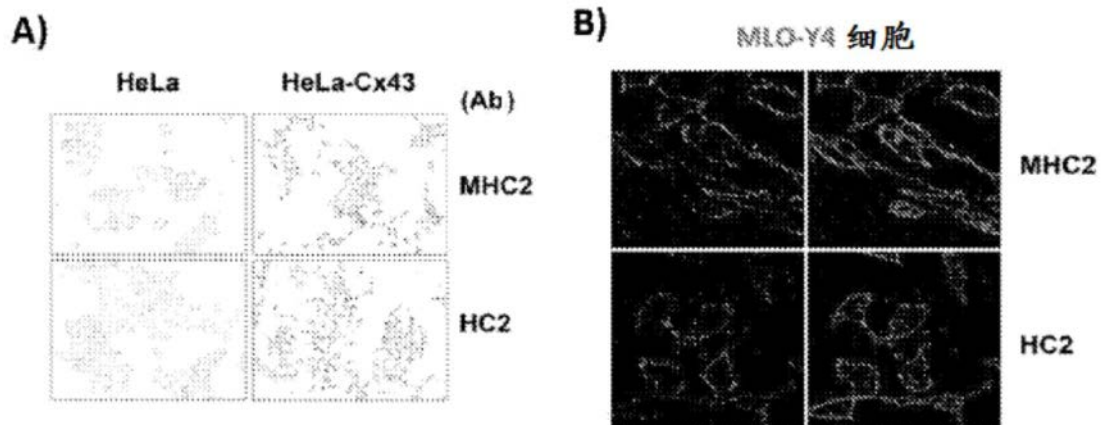 A)
HeLa HeLa-Cx43 (Ab)
MHC2
HC2
B)
MLO-Y4 细胞
MHC2
HC2